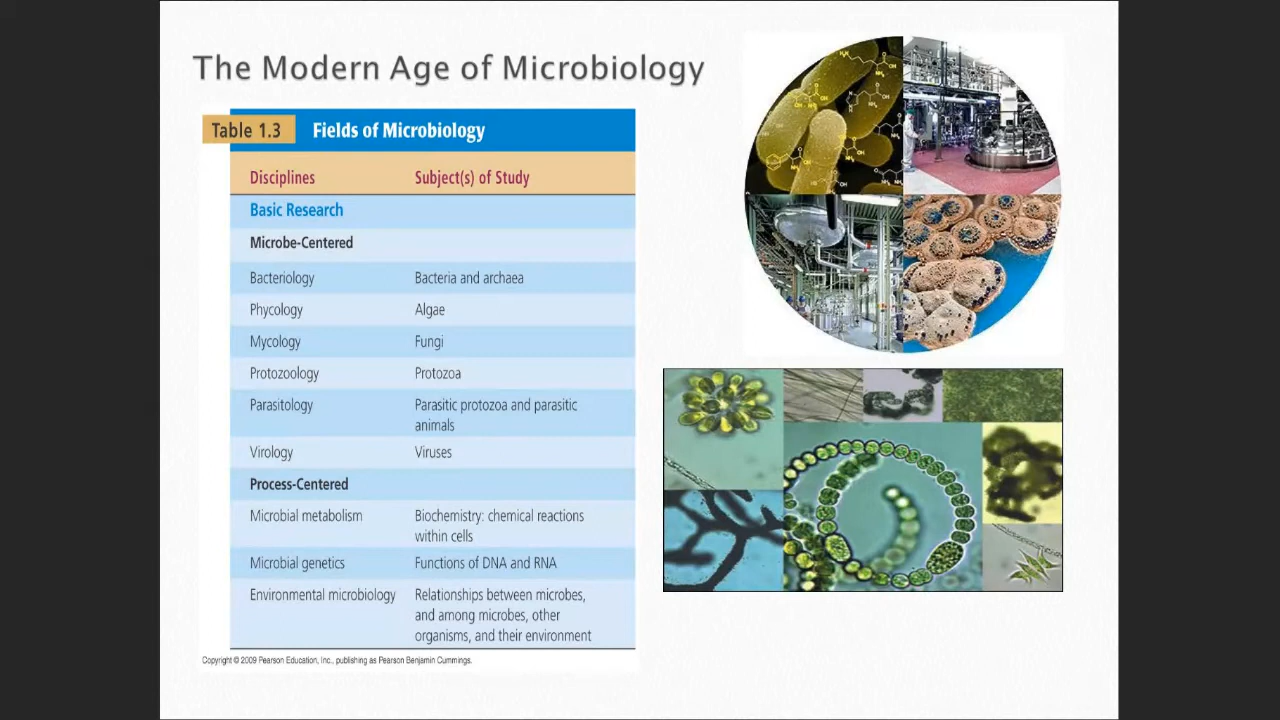 The Modern Age of Microbiology
Table 1.3 Fields of Microbiology
Disciplines Subject(s) of Study
Basic Research
Microbe-Centered
Bacteriology Bacteria and archaea
Phycology Algae
Mycology Fungi
Protozoology Protozoa
Parasitology Parasitic protozoa and parasitic
animals
Virology Viruses
Process-Centered
Microbial metabolism Biochemistry: chemical reactions
within cells
Microbial genetics Functions of DNA and RNA
Environmental microbiology Relationships between microbes,
and among microbes, other
organisms, and their environment
Copyright © 2009 Pearson Education, Inc., publishing as Pearson Benjamin Cummings.